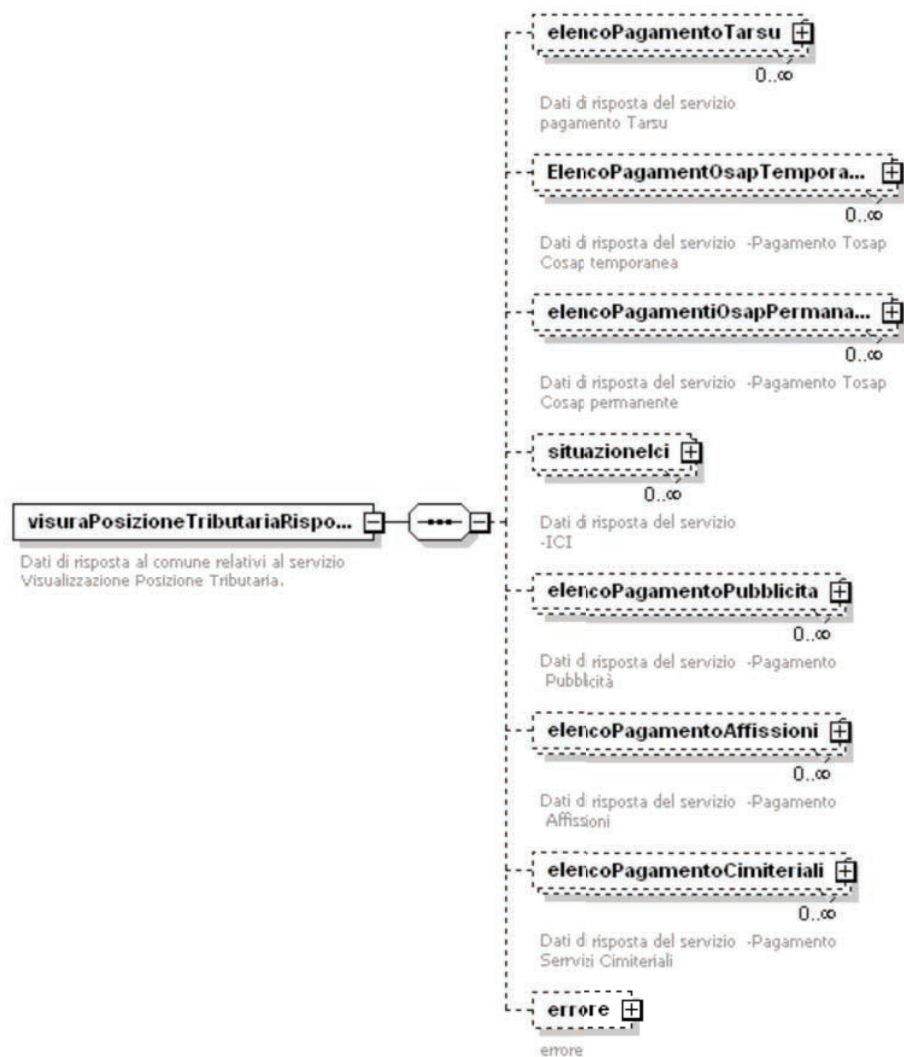 elencoPagamentoTarsu
0..∞
Dati di risposta del servizio
pagamento Tarsu
ElencoPagamentOsapTempora...
0..∞
Dati di risposta del servizio -Pagamento Tosap
Cosap temporanea
elencoPagamentiOsapPermana...
0..∞
Dati di risposta del servizio -Pagamento Tosap
Cosap permanente
situazioneIci
0..∞
Dati di risposta del servizio
-ICI
visuraPosizioneTributariaRispo...
Dati di risposta al comune relativi al servizio
Visualizzazione Posizione Tributaria.
elencoPagamentoPubblicita
0..∞
Dati di risposta del servizio -Pagamento
Pubblicità
elencoPagamentoAffissioni
0..∞
Dati di risposta del servizio -Pagamento
Affissioni
elencoPagamentoCimiteriali
0..∞
Dati di risposta del servizio -Pagamento
Serrvizi Cimiteriali
errore
errore